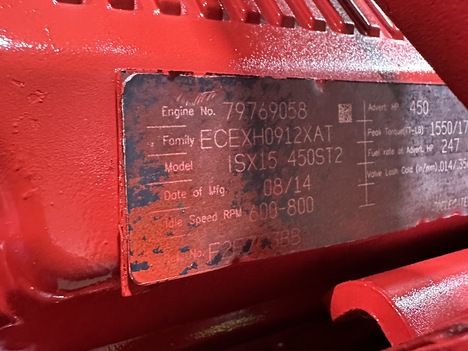 Engine No. 79769058
Family ECEXH0912XAT
Model ISX15 450ST2
Date of Mfg. 08/14
Idle Speed RPM 600-800
Advert. HP 450
Peak Torque(FT-LB) 1550/17
Fuel rate at Advert. HP 247
Valve Lash Cold (in/mm) .014/.35